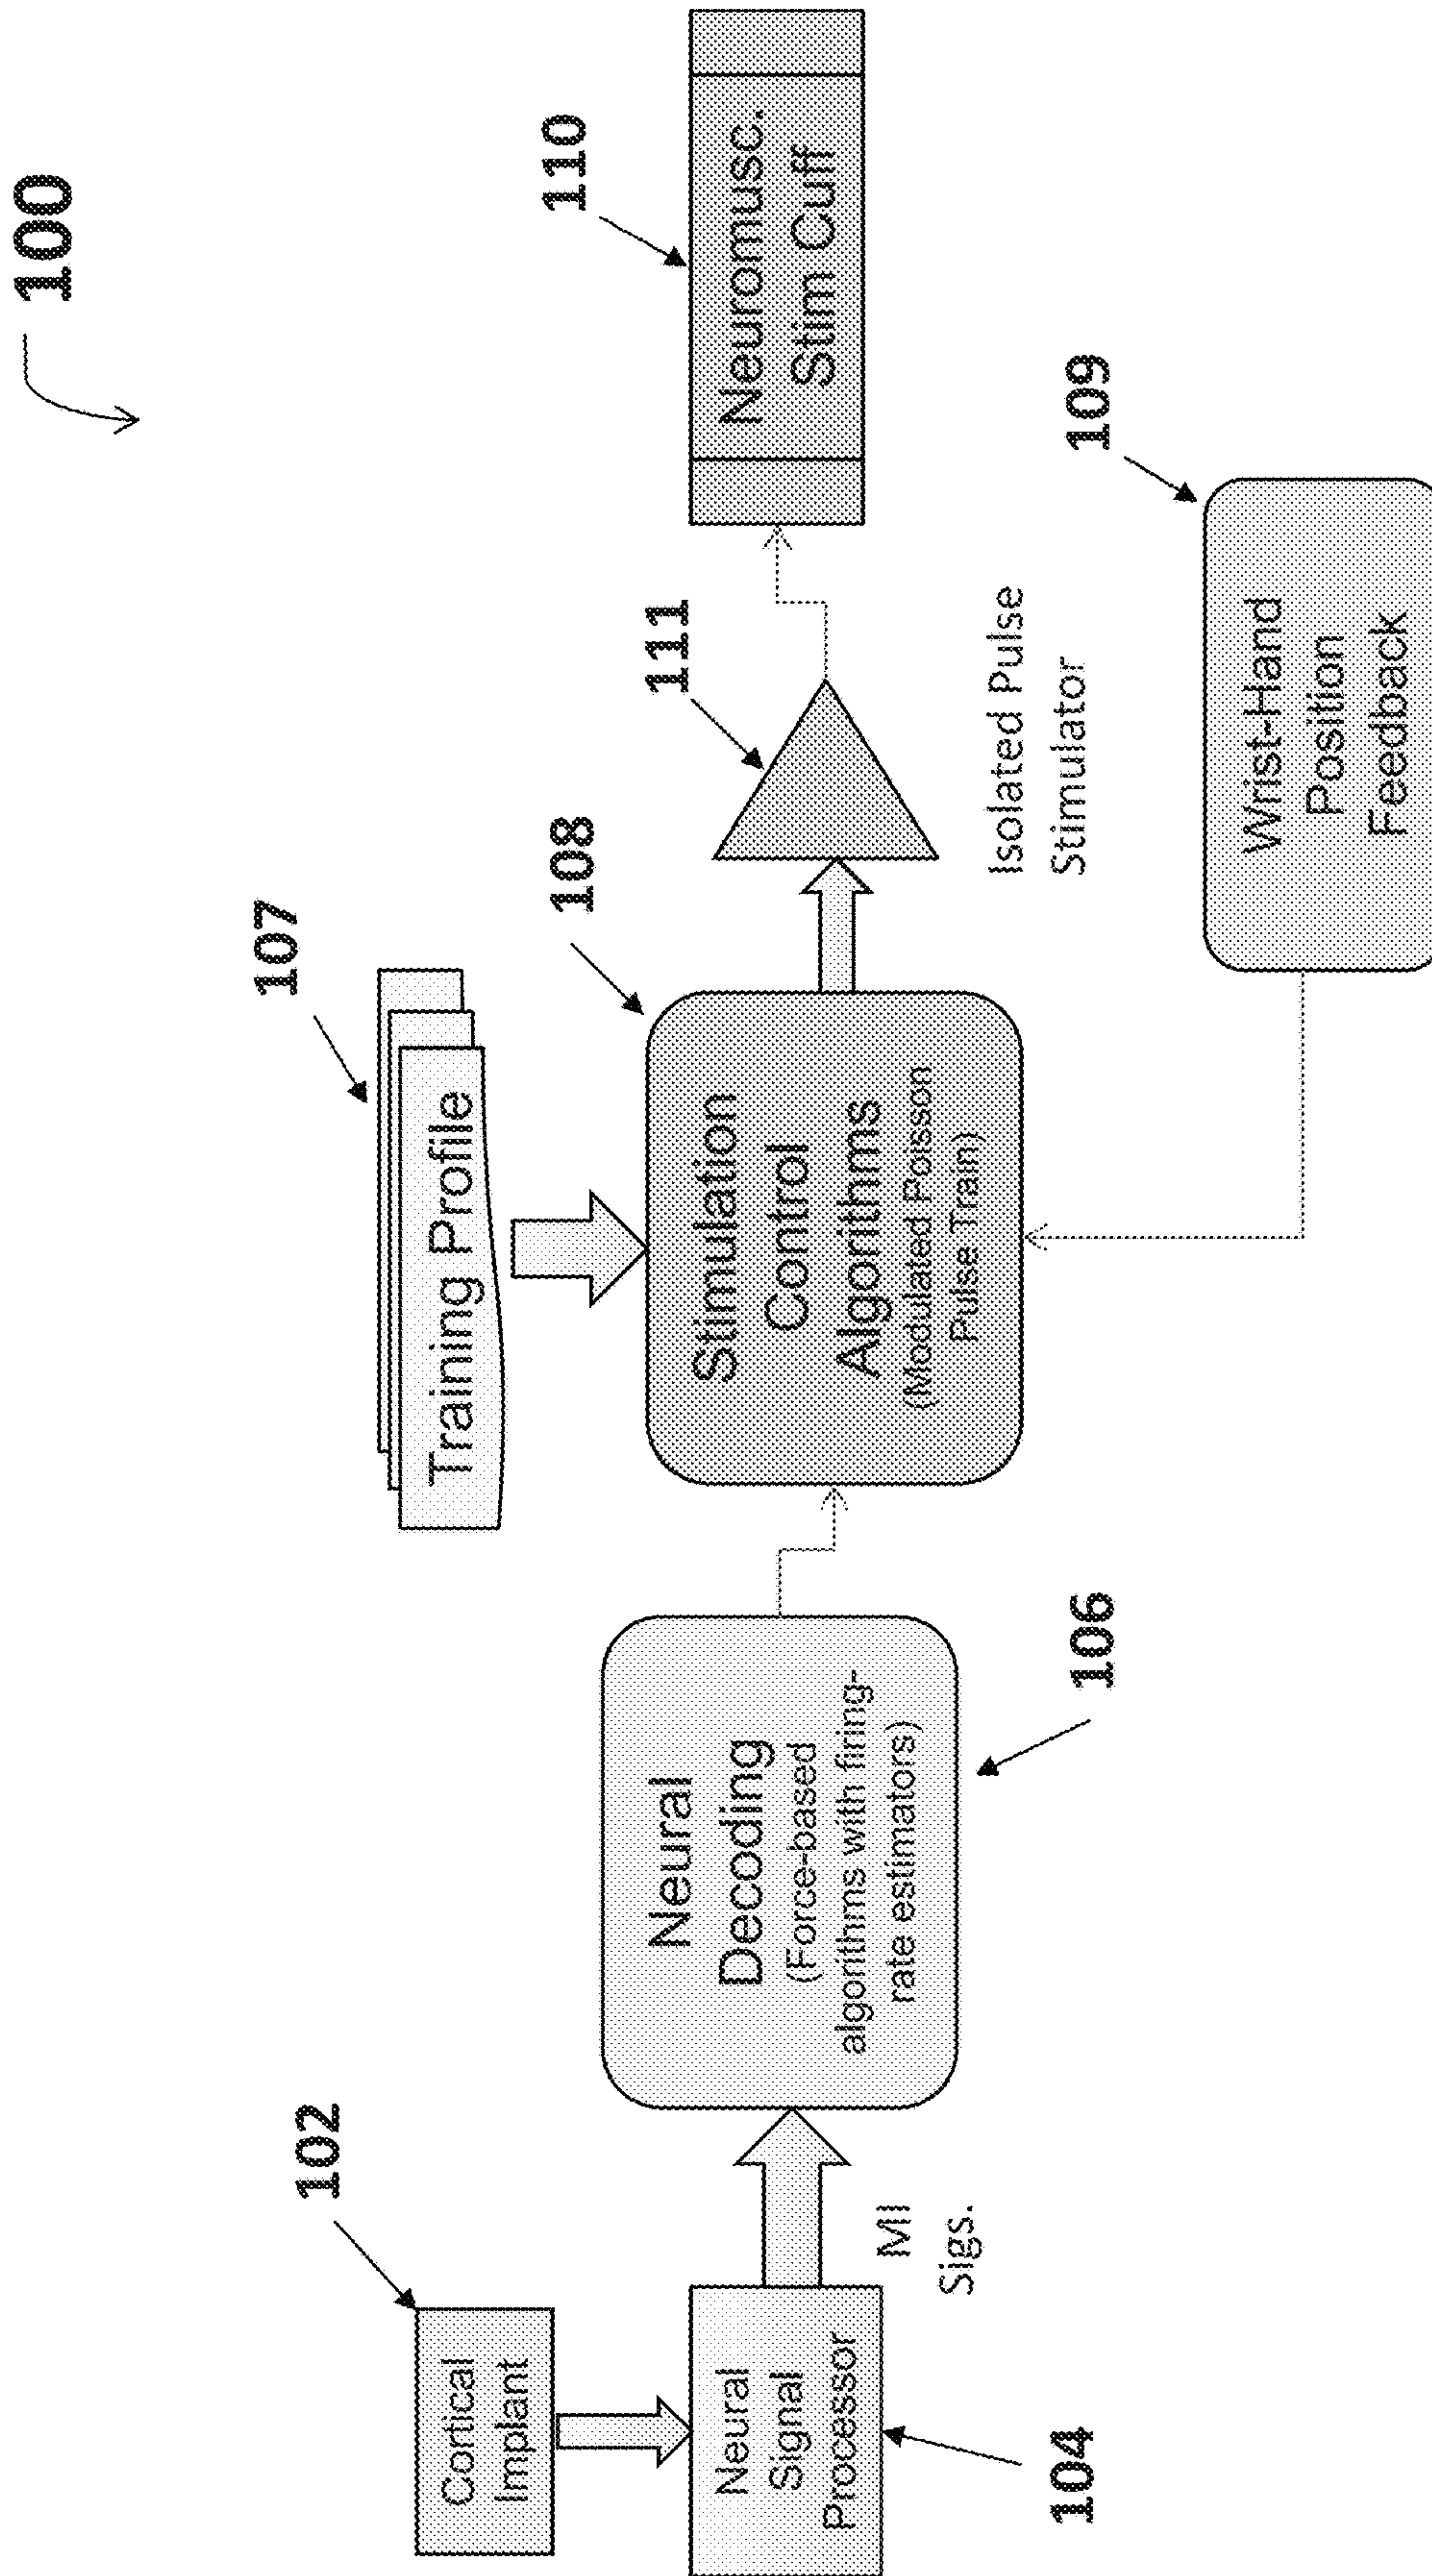 100
102
Cortical
Implant
Neural
Signal
Processor
104
MI
Sigs.
Neural
Decoding
(Force-based
algorithms with firing-
rate estimators)
106
107
Training Profile
108
Stimulation
Control
Algorithms
(Modulated Poisson
Pulse Train)
111
Isolated Pulse
Stimulator
110
Neuromusc.
Stim Cuff
109
Wrist-Hand
Position
Feedback